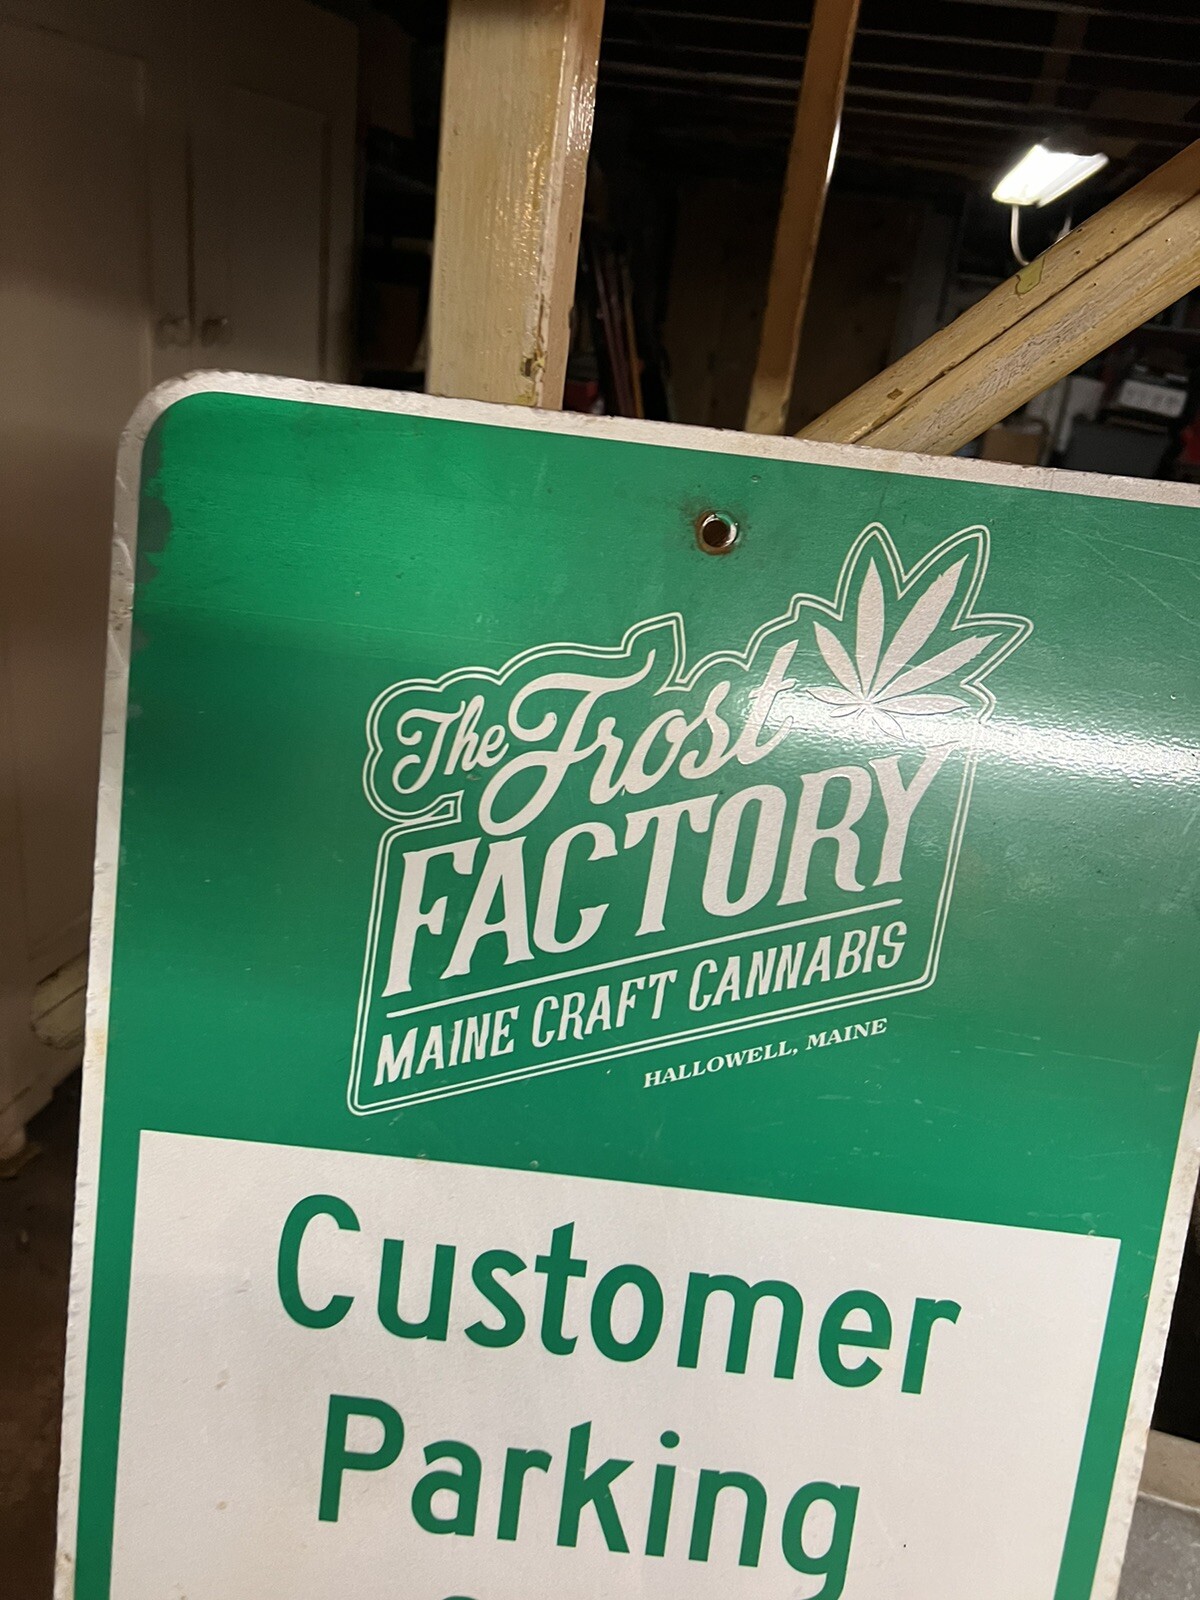 The Frost
FACTORY
MAINE CRAFT CANNABIS
HALLOWELL, MAINE
Customer
Parking